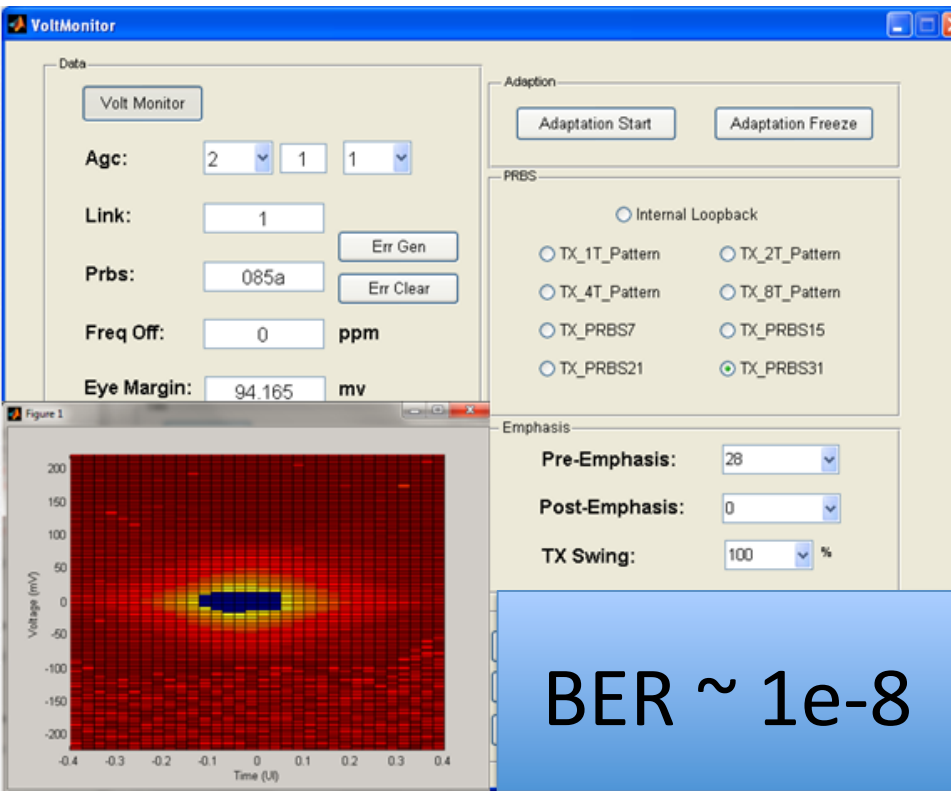 VoltMonitor
Data
Volt Monitor
Agc: 2 1 1
Link: 1
Err Gen
Prbs: 085a
Err Clear
Freq Off: 0 ppm
Eye Margin: 94.165 mv
Adaption
Adaptation Start Adaptation Freeze
PRBS
Internal Loopback
TX_1T_Pattern TX_2T_Pattern
TX_4T_Pattern TX_8T_Pattern
TX_PRBS7 TX_PRBS15
TX_PRBS21 TX_PRBS31
Emphasis
Pre-Emphasis: 28
Post-Emphasis: 0
TX Swing: 100 %
Figure 1
200
150
100
50
0
-50
-100
-150
-200
Voltage (mV)
-0.4 -0.3 -0.2 -0.1 0 0.1 0.2 0.3 0.4
Time (UI)
BER ~ 1e-8